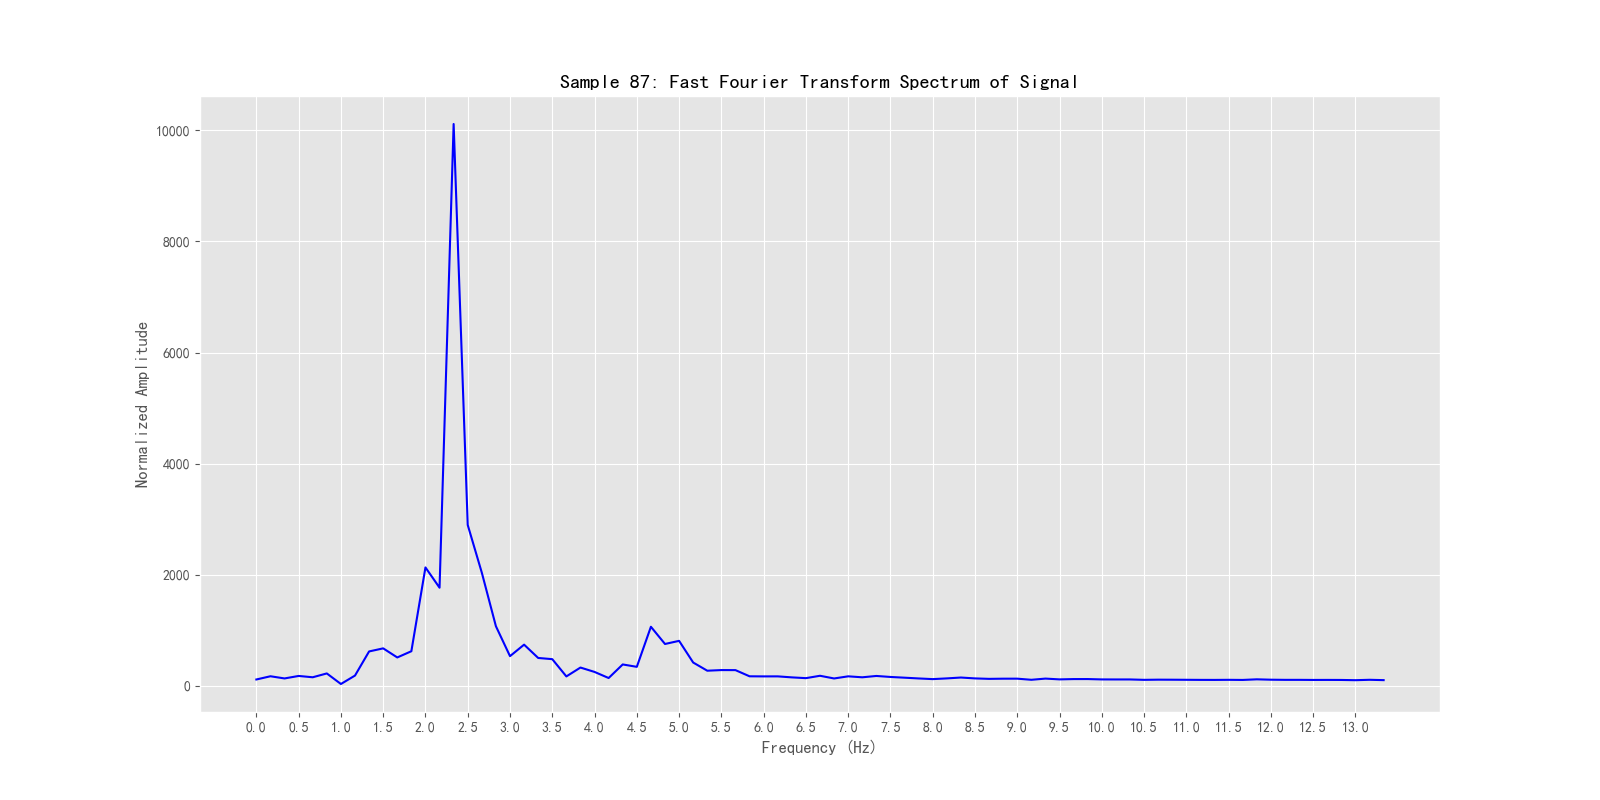 Sample 87: Fast Fourier Transform Spectrum of Signal
10000
8000
6000
4000
2000
0
Normalized Amplitude
0.0 0.5 1.0 1.5 2.0 2.5 3.0 3.5 4.0 4.5 5.0 5.5 6.0 6.5 7.0 7.5 8.0 8.5 9.0 9.5 10.0 10.5 11.0 11.5 12.0 12.5 13.0
Frequency (Hz)